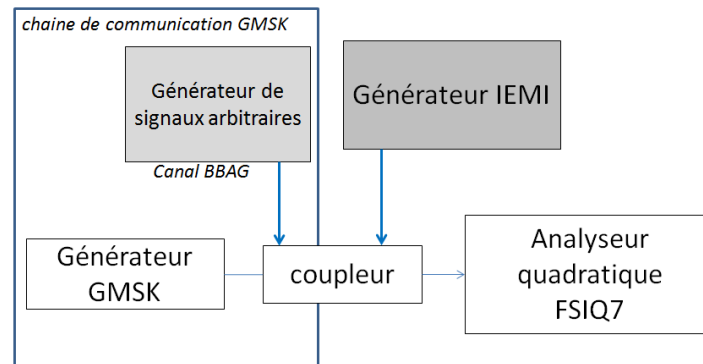 chaine de communication GMSK
Générateur de
signaux arbitraires
Générateur IEMI
Canal BBAG
Générateur
GMSK
coupleur
Analyseur
quadratique
FSIQ7